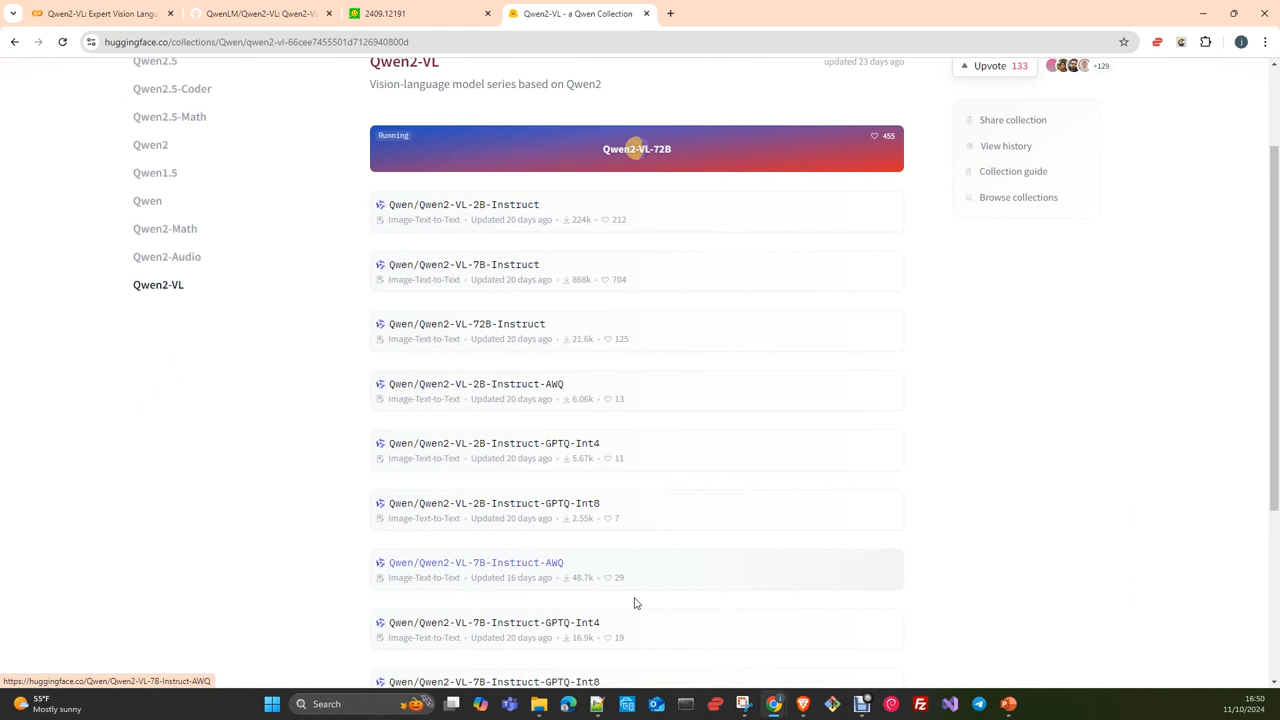 Qwen2-VL: Expert Vision Langu
QwenLM/Qwen2-VL: Qwen2-VL
2409.12191
Qwen2-VL - a Qwen Collection
huggingface.co/collections/Qwen/qwen2-vl-66cee7455501d7126940800d
Qwen2.5
Qwen2.5-Coder
Qwen2.5-Math
Qwen2
Qwen1.5
Qwen
Qwen2-Math
Qwen2-Audio
Qwen2-VL
Qwen2-VL
updated 23 days ago
Vision-language model series based on Qwen2
Running
455
Qwen2-VL-72B
Qwen/Qwen2-VL-2B-Instruct
Image-Text-to-Text • Updated 20 days ago • 224k • 212
Qwen/Qwen2-VL-7B-Instruct
Image-Text-to-Text • Updated 20 days ago • 868k • 704
Qwen/Qwen2-VL-72B-Instruct
Image-Text-to-Text • Updated 20 days ago • 21.6k • 125
Qwen/Qwen2-VL-2B-Instruct-AWQ
Image-Text-to-Text • Updated 20 days ago • 6.06k • 13
Qwen/Qwen2-VL-2B-Instruct-GPTQ-Int4
Image-Text-to-Text • Updated 20 days ago • 5.67k • 11
Qwen/Qwen2-VL-2B-Instruct-GPTQ-Int8
Image-Text-to-Text • Updated 20 days ago • 2.55k • 7
Qwen/Qwen2-VL-7B-Instruct-AWQ
Image-Text-to-Text • Updated 16 days ago • 48.7k • 29
Qwen/Qwen2-VL-7B-Instruct-GPTQ-Int4
Image-Text-to-Text • Updated 20 days ago • 16.9k • 19
Qwen/Qwen2-VL-7B-Instruct-GPTQ-Int8
Upvote 133
+129
Share collection
View history
Collection guide
Browse collections
https://huggingface.co/Qwen/Qwen2-VL-7B-Instruct-AWQ
55°F
Mostly sunny
Search
16:50
11/10/2024